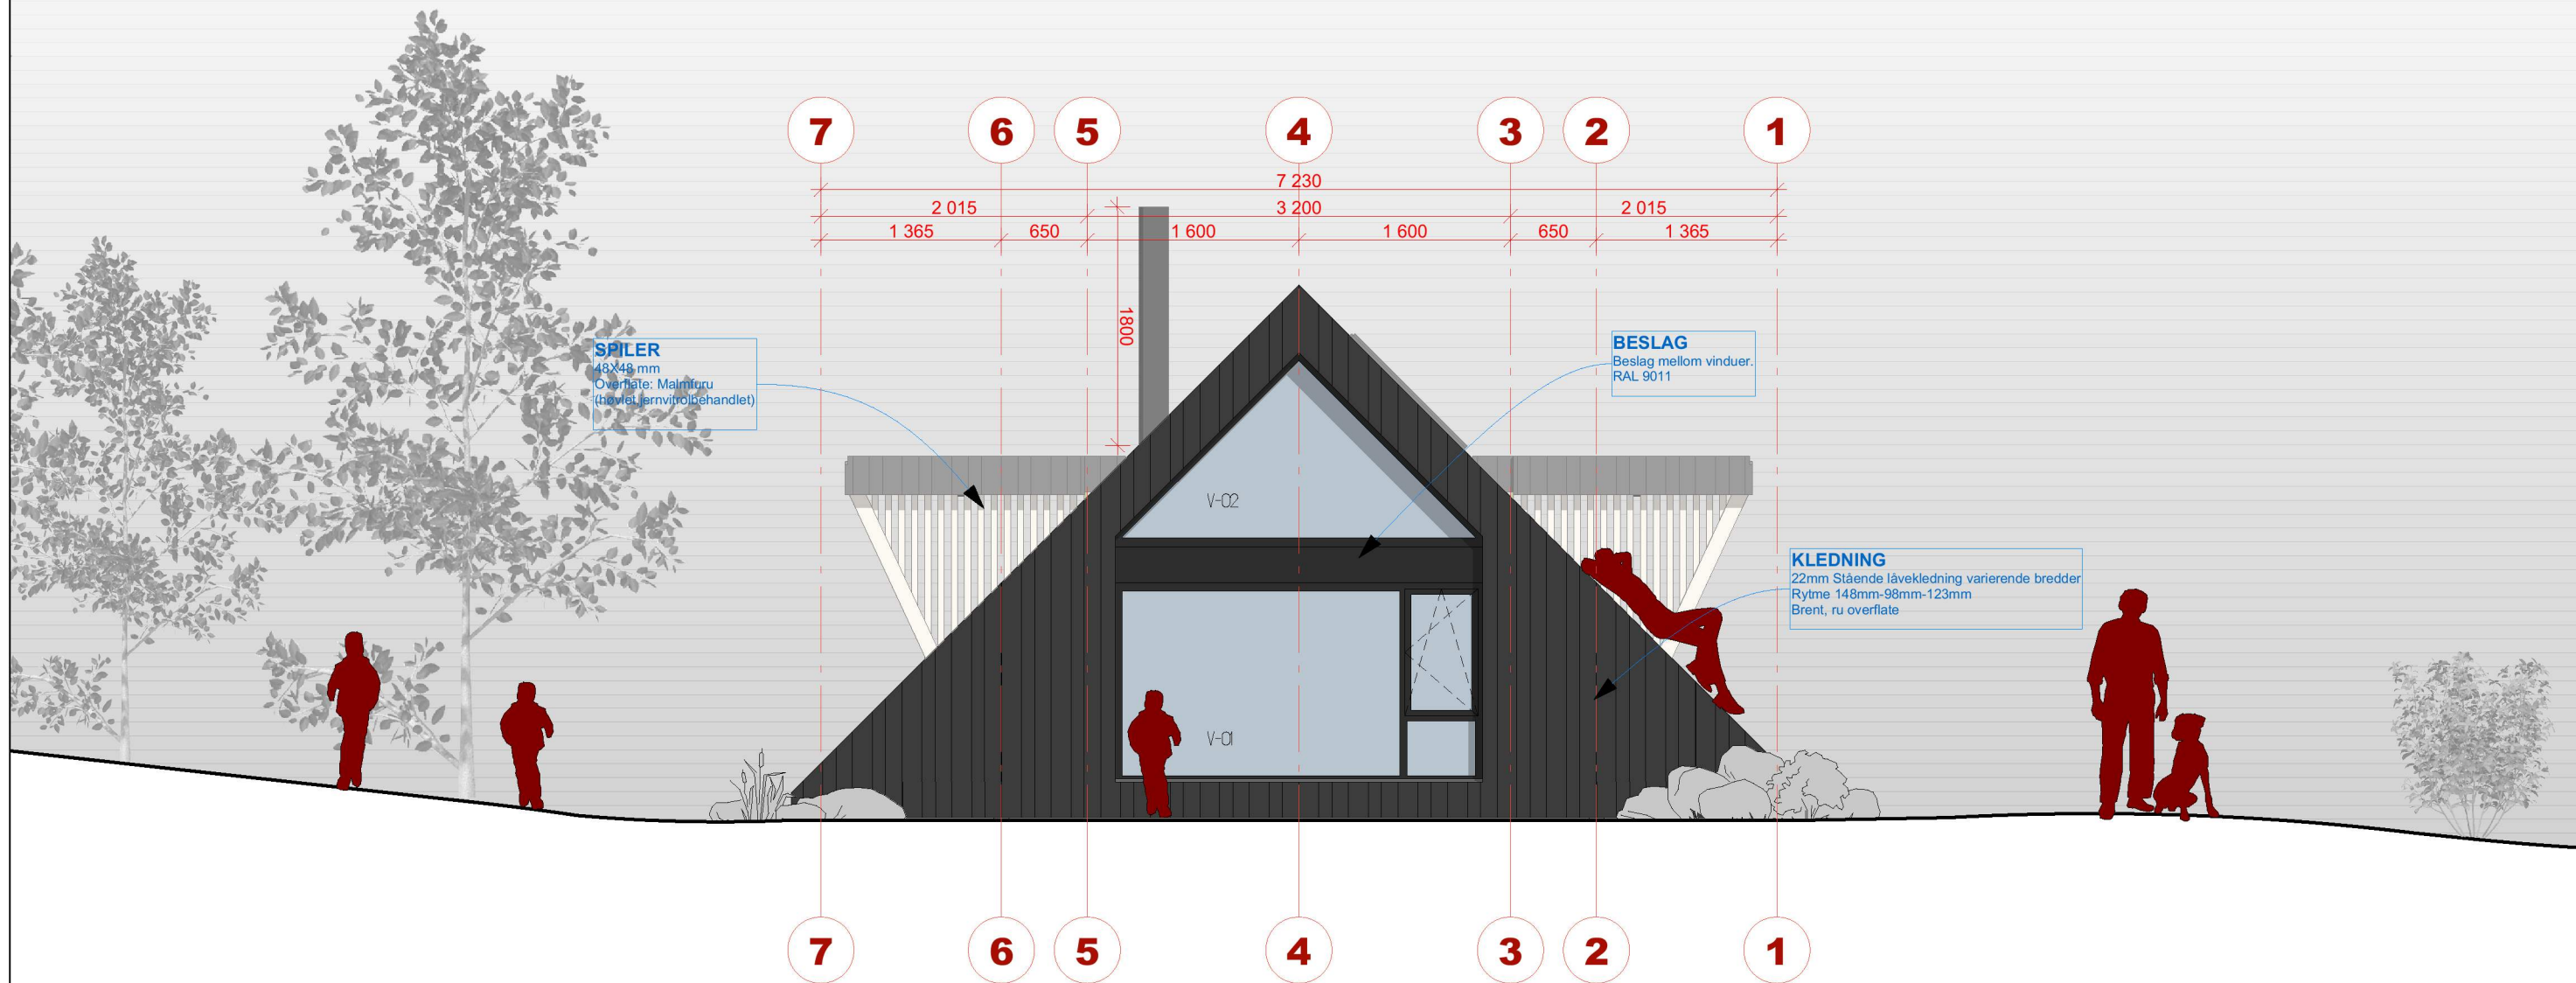 7 6 5 4 3 2 1
7 230
2 015 3 200 2 015
1 365 650 1 600 1 600 650 1 365
1800
SPILER
48X48 mm
Overflate: Malmfuru
(høvlet,jernvitrolbehandlet)
BESLAG
Beslag mellom vinduer.
RAL 9011
V-02
KLEDNING
22mm Stående låvekledning varierende bredder
Rytme 148mm-98mm-123mm
Brent, ru overflate
V-01
7 6 5 4 3 2 1